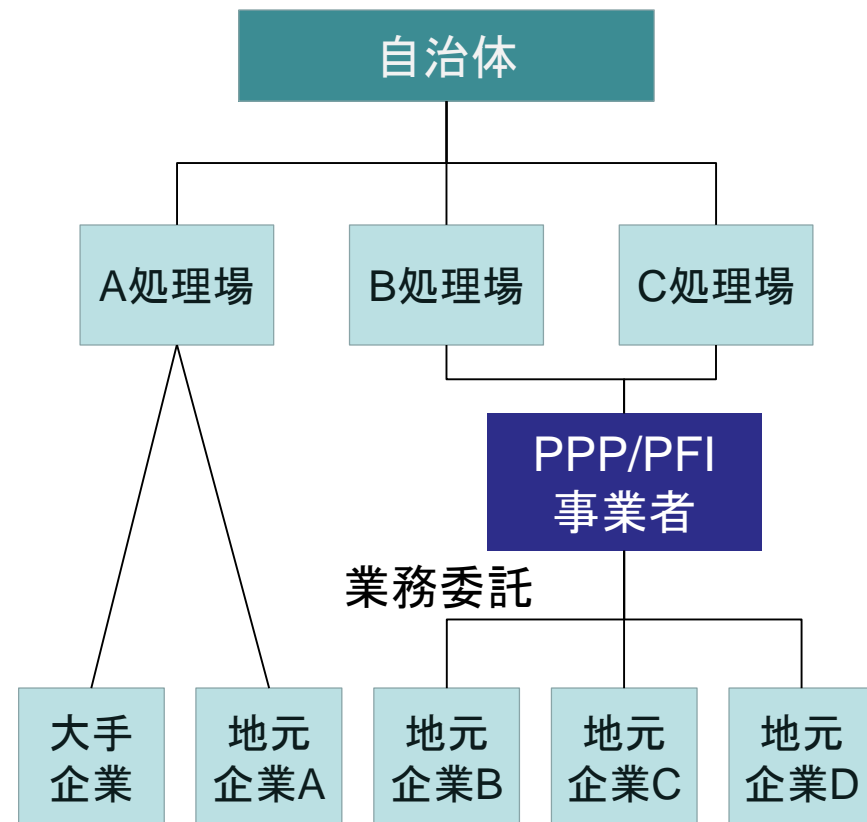 自治体
A処理場
B処理場
C処理場
PPP/PFI
事業者
業務委託
大手
企業
地元
企業A
地元
企業B
地元
企業C
地元
企業D